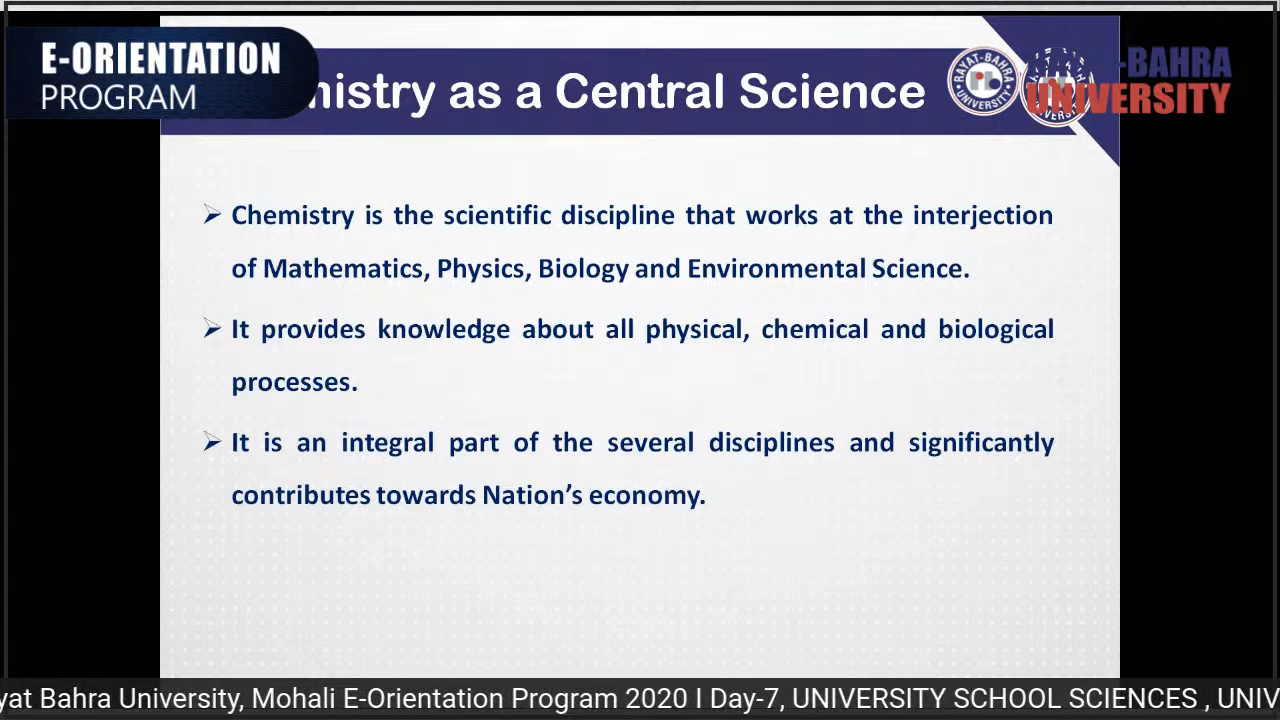 E-ORIENTATION
PROGRAM
mistry as a Central Science
RAYAT-BAHRA
UNIVERSITY
-BAHRA
UNIVERSITY
➢ Chemistry is the scientific discipline that works at the interjection
of Mathematics, Physics, Biology and Environmental Science.
➢ It provides knowledge about all physical, chemical and biological
processes.
➢ It is an integral part of the several disciplines and significantly
contributes towards Nation’s economy.
yat Bahra University, Mohali E-Orientation Program 2020 I Day-7, UNIVERSITY SCHOOL SCIENCES , UNIV